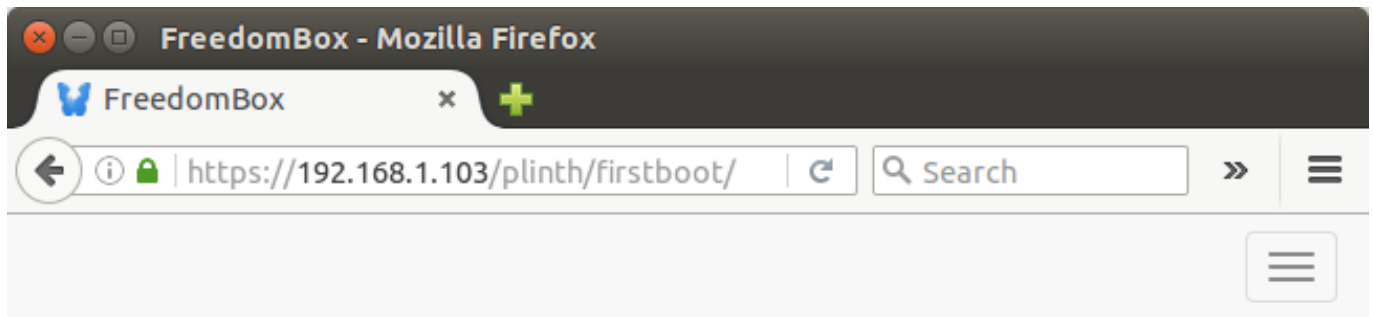 FreedomBox - Mozilla Firefox
FreedomBox
https://192.168.1.103/plinth/firstboot/ Search